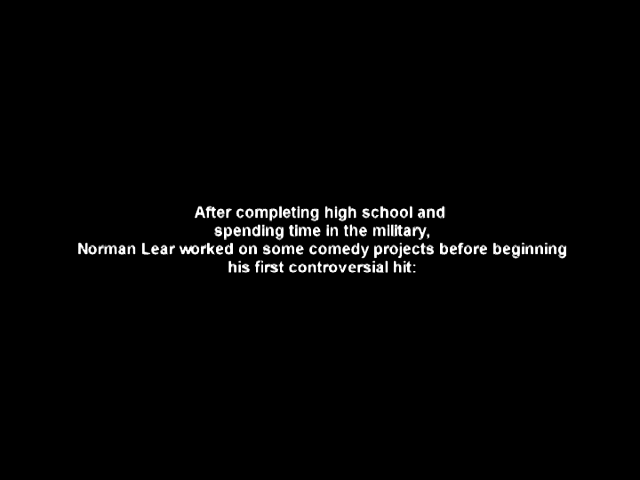 After completing high school and
spending time in the military,
Norman Lear worked on some comedy projects before beginning
his first controversial hit: